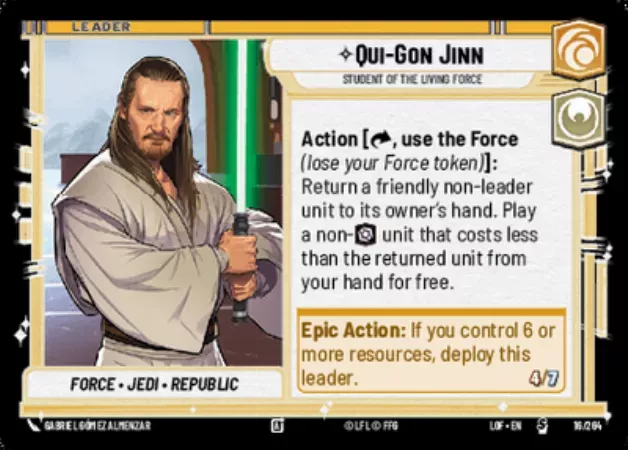 LEADER
QUI-GON JINN
STUDENT OF THE LIVING FORCE
Action [, use the Force
(lose your Force token)]:
Return a friendly non-leader
unit to its owner's hand. Play
a non- unit that costs less
than the returned unit from
your hand for free.
Epic Action: If you control 6 or
more resources, deploy this
leader.
4/7
FORCE • JEDI • REPUBLIC
GABRIEL GÓMEZ ALMENZAR
©LFL © FFG
LOF • EN
16/264